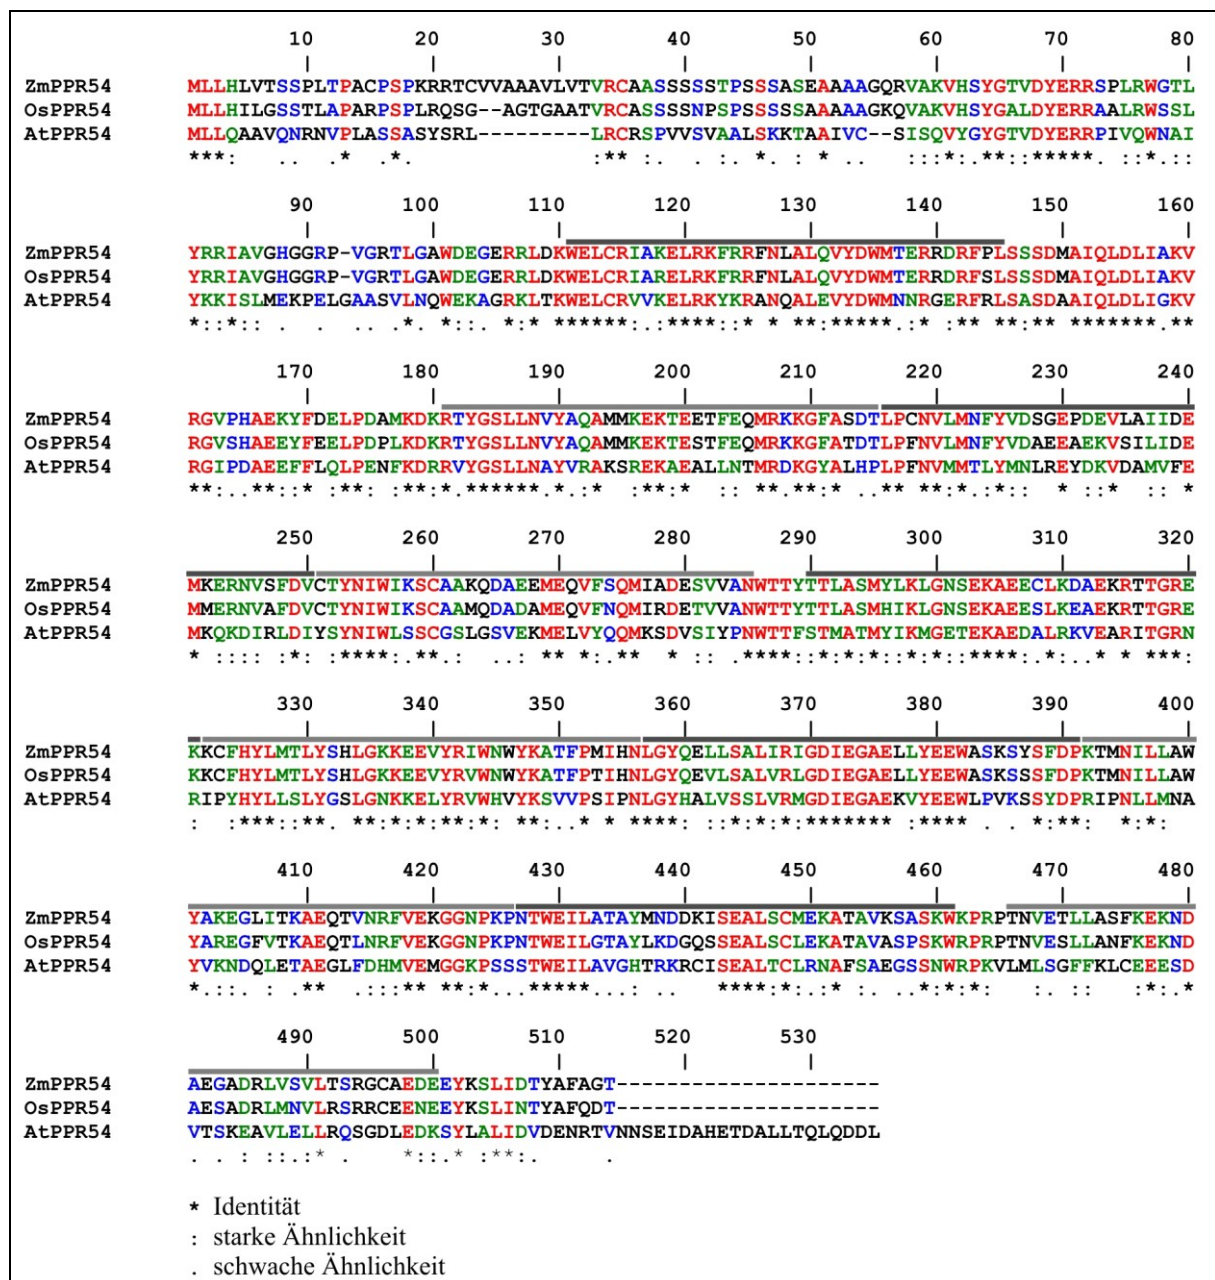 10 20 30 40 50 60 70 80
ZmPPR54 MLLHLVTSSPLTPACPSPKRRTCVVAAAVLVTVRCAASSSSSTPSSSSASEAAAAGQRVAKVHSYGTVDYERRSPLRWGTL
OsPPR54 MLLHILGSSTLAPARPSPLRQSG--AGTGAATVRCAASSSSNPSPSSSSSAAAAAGKQVAKVHSYGALDYERRAALRWSSL
AtPPR54 MLLQAAVQNRNVPLASSASYSRL---------LRCRSPVVSVAALSKKTAAIVC--SISQVYGYGTVDYERRPIVQWNAI
90 100 110 120 130 140 150 160
ZmPPR54 YRRIAVGHGGRP-VGRTLGAWDEGERRLDKWELCRIAKELRKFRRFNLALQVYDWMTERRDRFPLSSSDMAIQLDLIAKV
OsPPR54 YRRIAVGHGGRP-VGRTLGAWDEGERRLDKWELCRIARELRKFRRFNLALQVYDWMTERRDRFSLSSSDMAIQLDLIAKV
AtPPR54 YKKISLMEKPELGAASVLNQWEKAGRKLTKWELCRVVKELRKYKRANQALEVYDWMNNRGERFRLSASDAAIQLDLIGKV
170 180 190 200 210 220 230 240
ZmPPR54 RGVPHAEKYFDELPDAMKDKRTYGSLLNVYAQAMMKEKTEETFEQMRKKGFASDTLPCNVLMNFYVDSGEPDEVLAIIDE
OsPPR54 RGVSHAEEYFEELPDPLKDKRTYGSLLNVYAQAMMKEKTESTFEQMRKKGFATDTLPFNVLMNFYVDAEEAEKVSILIDE
AtPPR54 RGIPDAEEFFLQLPENFKDRRVYGSLLNAYVRAKSREKAEALLNTMRDKGYALHPLPFNVMMTLYMNLREYDKVDAMVFE
250 260 270 280 290 300 310 320
ZmPPR54 MKERNVSFDVCTYNIWIKSCAAKQDAEEMEQVFSQMIADESVVANWTTYTTLASMYLKLGNSEKAEECLKDAEKRTTGRE
OsPPR54 MMERNVAFDVCTYNIWIKSCAAMQDADAMEQVFNQMIRDETVVANWTTYTTLASMHIKLGNSEKAEESLKEAEKRTTGRE
AtPPR54 MKQKDIRLDIYSYNIWLSSCGSLGSVEKMELVYQQMKSDVSIYPNWTTFSTMATMYIKMGETEKAEDALRKVEARITGRN
330 340 350 360 370 380 390 400
ZmPPR54 KKCFHYLMTLYSHLGKKEEVYRIWNWYKATFPMIHNLGYQELLSALIRIGDIEGAELLYEEWASKSYSFDPKTMNILLAW
OsPPR54 KKCFHYLMTLYSHLGKKEEVYRVWNWYKATFPTIHNLGYQEVLSALVRLGDIEGAELLYEEWASKSSSFDPKTMNILLAW
AtPPR54 RIPYHYLLSLYGSLGNKKELYRVWHVYKSVVPSIPNLGYHALVSSLVRMGDIEGAEKVYEEWLPVKSSYDPRIPNLLMNA
410 420 430 440 450 460 470 480
ZmPPR54 YAKEGLITKAEQTVNRFVEKGGNPKPNTWEILATAYMNDDKISEALSCMEKATAVKSASKWKPRPTNVETLLASFKEKND
OsPPR54 YAREGFVTKAEQTLNRFVEKGGNPKPNTWEILGTAYLKDGQSSEALSCLEKATAVASPSKWRPRPTNVESLLANFKEKND
AtPPR54 YVKNDQLETAEGLFDHMVEMGGKPSSSTWEILAVGHTRKRCISEALTCLRNAFSAEGSSNWRPKVLMLSGFFKLCEEESD
490 500 510 520 530
ZmPPR54 AEGADRLVSVLTSRGCAEDEEYKSLIDTYAFAGT---------------------
OsPPR54 AESADRLMNVLRSRRCEENEEYKSLINTYAFQDT---------------------
AtPPR54 VTSKEAVLELLRQSGDLEDKSYLALIDVDENRTVNNSEIDAHETDALLTQLQDDL
* Identität
: starke Ähnlichkeit
. schwache Ähnlichkeit